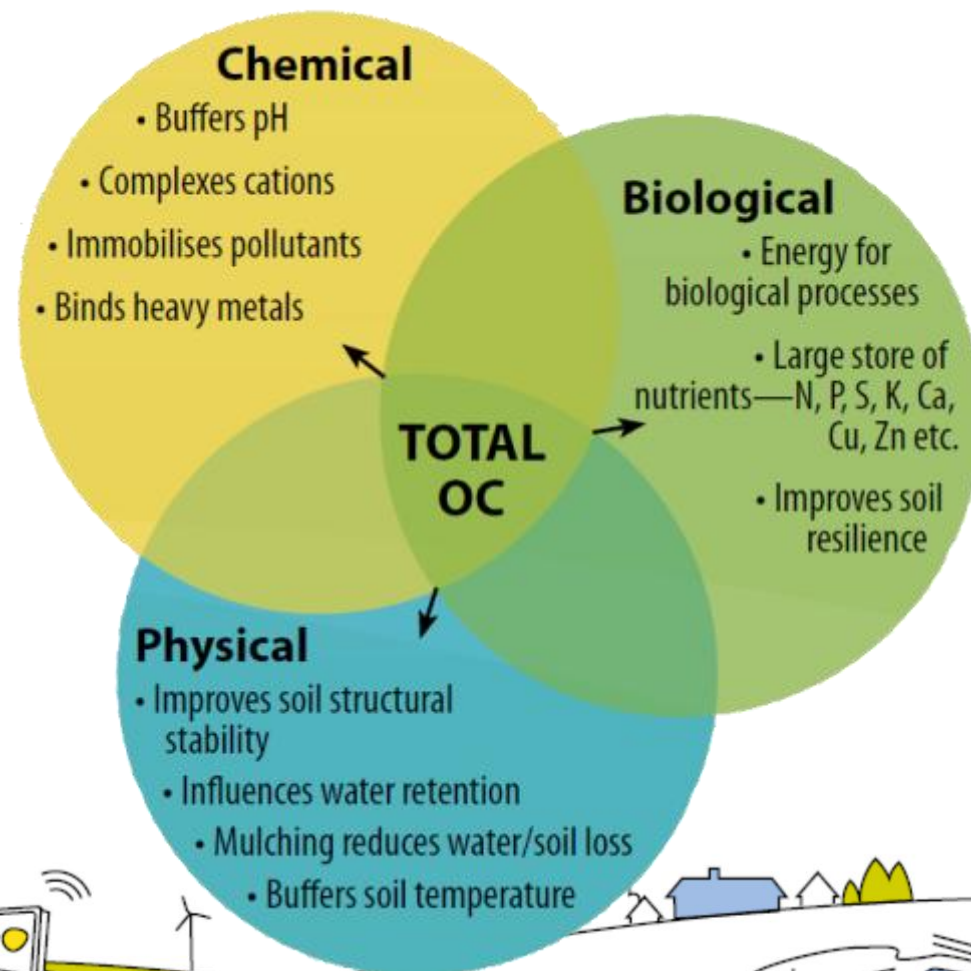 Chemical
• Buffers pH
• Complexes cations
• Immobilises pollutants
• Binds heavy metals
Biological
• Energy for
biological processes
• Large store of
nutrients—N, P, S, K, Ca,
Cu, Zn etc.
• Improves soil
resilience
TOTAL
OC
Physical
• Improves soil structural
stability
• Influences water retention
• Mulching reduces water/soil loss
• Buffers soil temperature